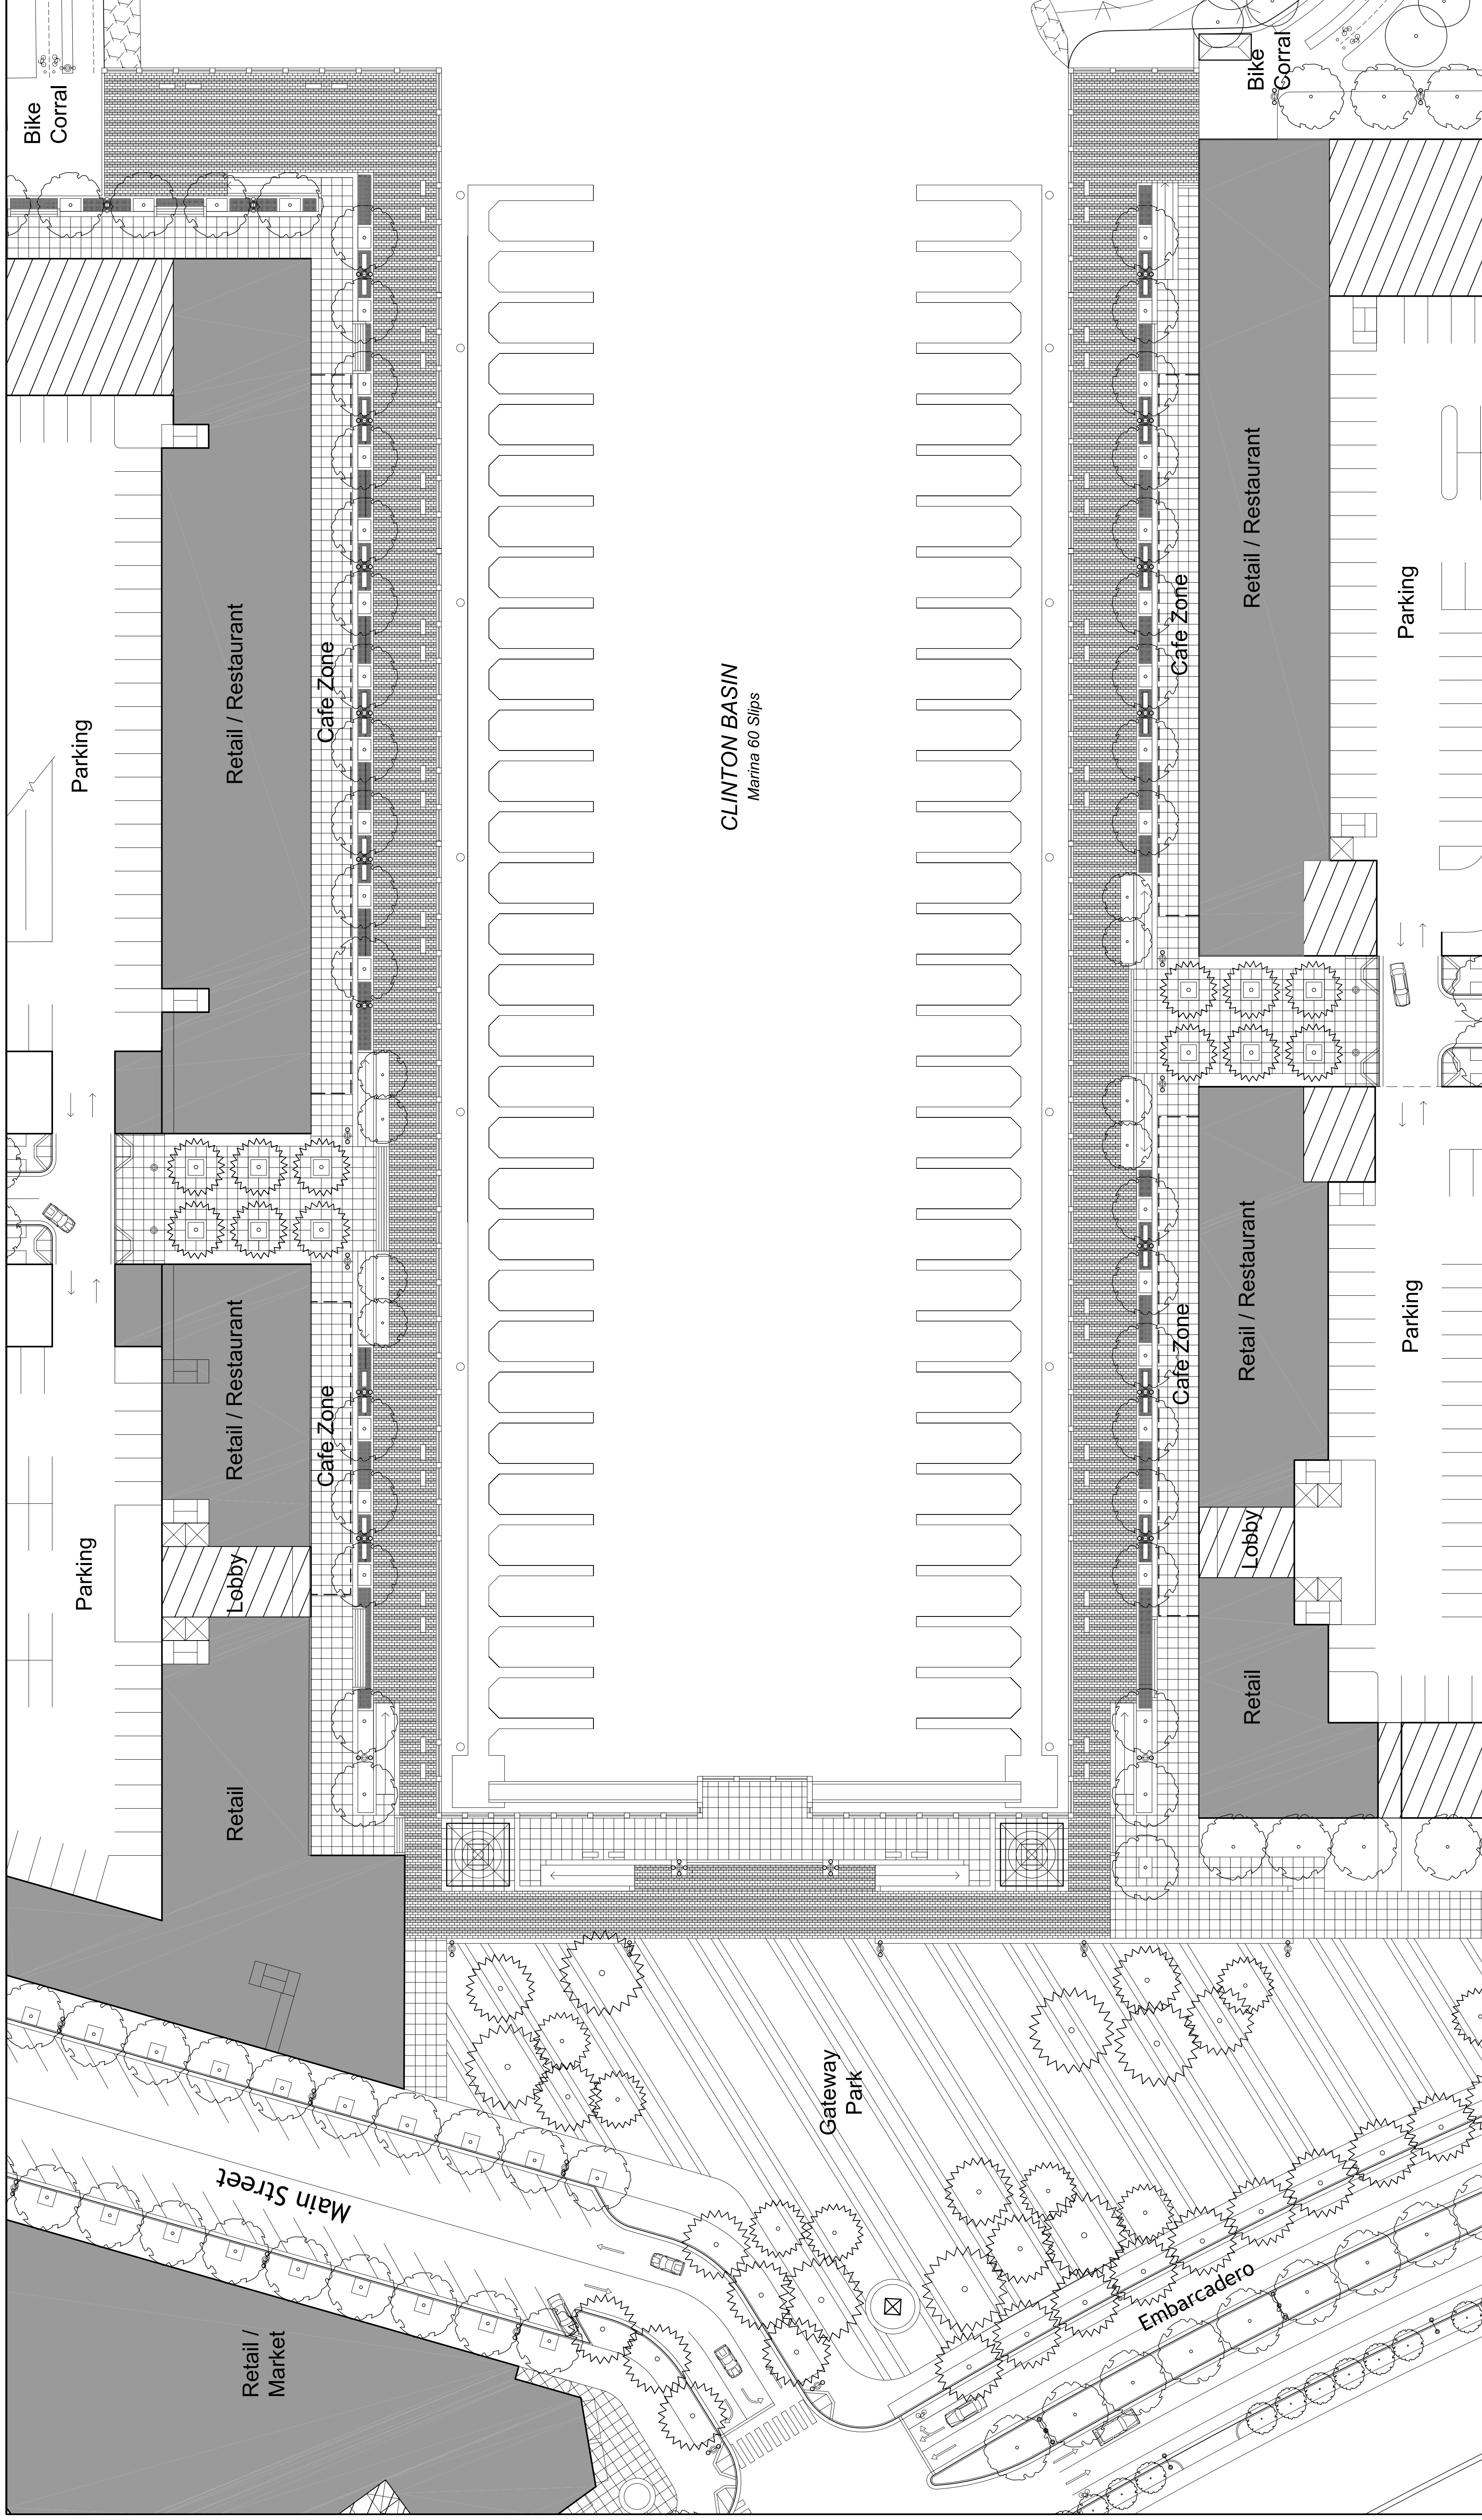 Bike
Corral
Bike
Corral
Retail / Restaurant
Parking
Cafe Zone
Retail / Restaurant
Cafe Zone
Parking
CLINTON BASIN
Marina 60 Slips
Retail / Restaurant
Cafe Zone
Parking
Lobby
Retail
Retail / Restaurant
Cafe Zone
Parking
Lobby
Retail
Gateway
Park
Main Street
Embarcadero
Retail /
Market